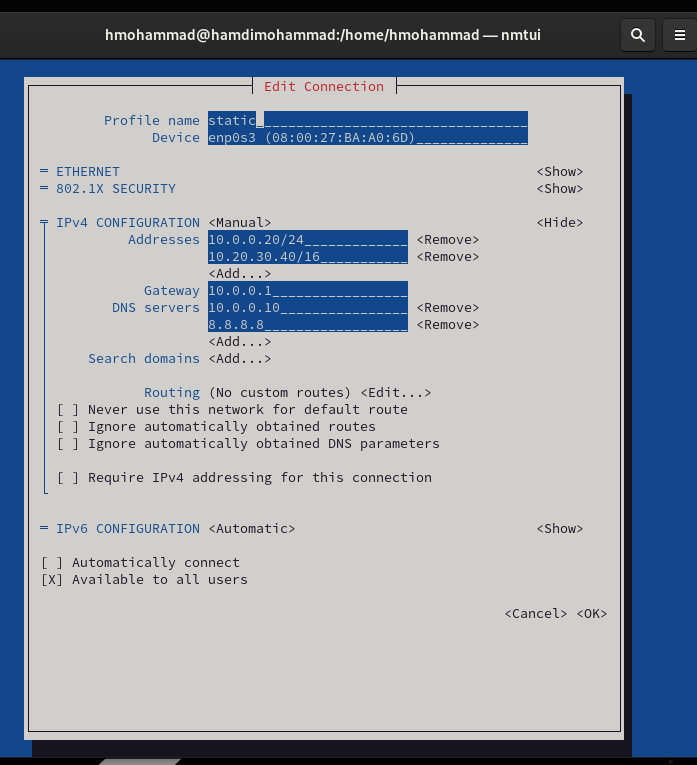 hmohammad@hamdimohammad:/home/hmohammad — nmtui
Edit Connection
Profile name static_________________________________
Device enp0s3 (08:00:27:BA:A0:6D)______________
= ETHERNET <Show>
= 802.1X SECURITY <Show>
IPv4 CONFIGURATION <Manual> <Hide>
Addresses 10.0.0.20/24_____________ <Remove>
10.20.30.40/16___________ <Remove>
<Add...>
Gateway 10.0.0.1_________________
DNS servers 10.0.0.10________________ <Remove>
8.8.8.8__________________ <Remove>
<Add...>
Search domains <Add...>
Routing (No custom routes) <Edit...>
[ ] Never use this network for default route
[ ] Ignore automatically obtained routes
[ ] Ignore automatically obtained DNS parameters
[ ] Require IPv4 addressing for this connection
= IPv6 CONFIGURATION <Automatic> <Show>
[ ] Automatically connect
[X] Available to all users
<Cancel> <OK>